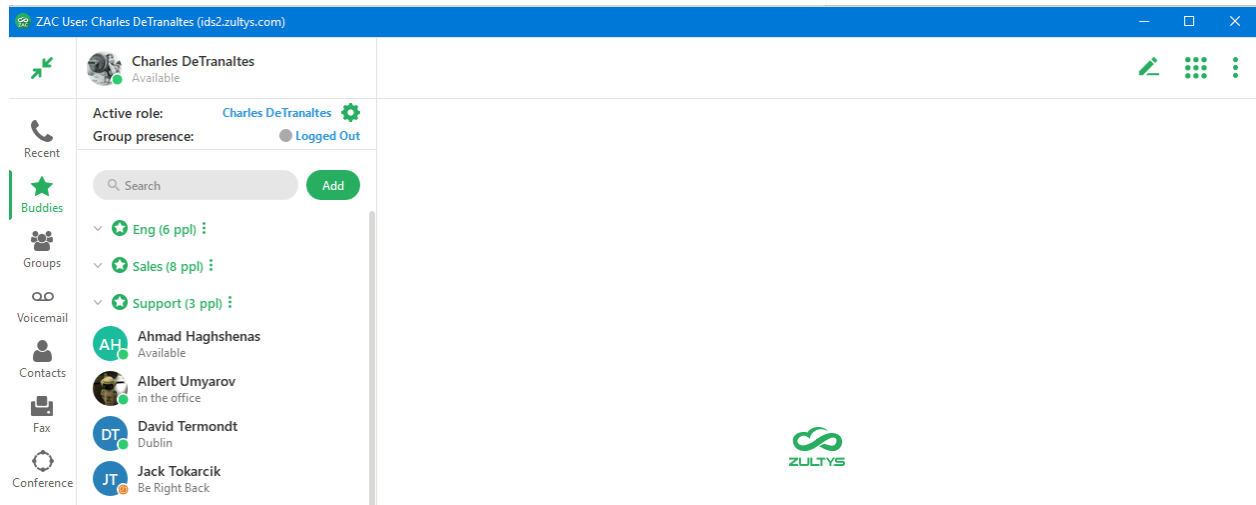 ZAC User: Charles DeTranaltes (ids2.zultys.com)
Charles DeTranaltes
Available
Active role: Charles DeTranaltes
Group presence: Logged Out
Recent
Search Add
Buddies
Eng (6 ppl)
Groups
Sales (8 ppl)
Voicemail
Support (3 ppl)
Contacts
AH Ahmad Haghshenas
Available
Albert Umyarov
in the office
Fax
DT David Termondt
Dublin
Conference
JT Jack Tokarcik
Be Right Back
ZULTYS